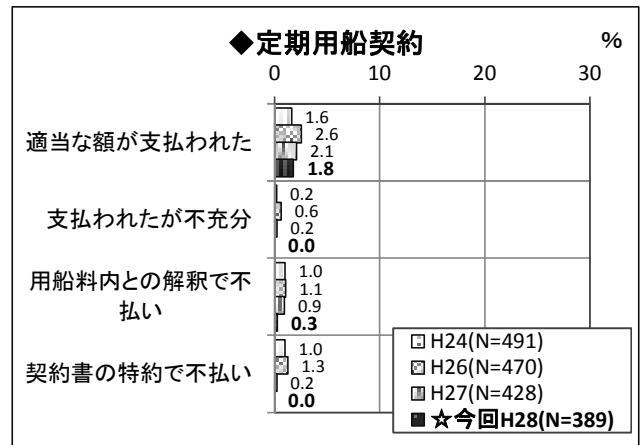 ◆定期用船契約 %
0 10 20 30
適当な額が支払われた
1.6
2.6
2.1
1.8
支払われたが不充分
0.2
0.6
0.2
0.0
用船料内との解釈で不
払い
1.0
1.1
0.9
0.3
契約書の特約で不払い
1.0
1.3
0.2
0.0
H24(N=491)
H26(N=470)
H27(N=428)
☆今回H28(N=389)